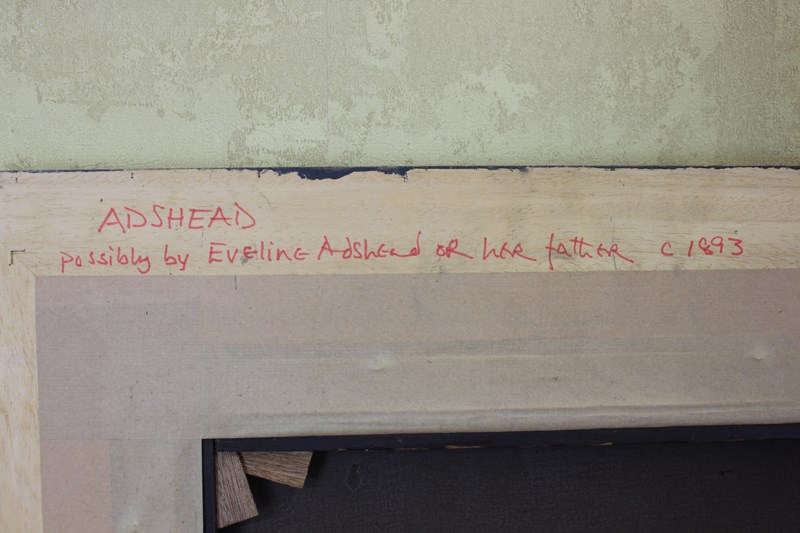 ADSHEAD
possibly by Eveline Adshead OR her father c 1893